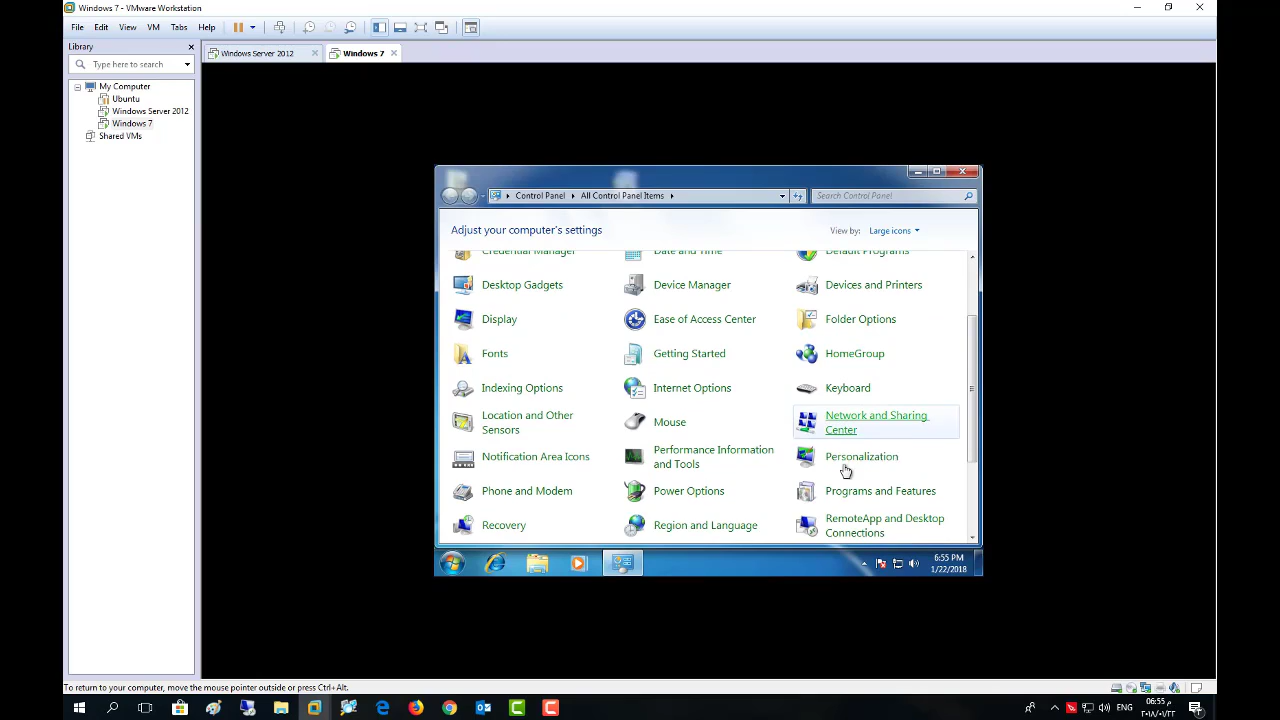 Windows 7 - VMware Workstation
File Edit View VM Tabs Help
Library
Type here to search
My Computer
Ubuntu
Windows Server 2012
Windows 7
Shared VMs
Windows Server 2012
Windows 7
Control Panel
All Control Panel Items
Search Control Panel
Adjust your computer's settings
View by: Large icons
Credential Manager
Date and Time
Default Programs
Desktop Gadgets
Device Manager
Devices and Printers
Display
Ease of Access Center
Folder Options
Fonts
Getting Started
HomeGroup
Indexing Options
Internet Options
Keyboard
Location and Other
Sensors
Mouse
Network and Sharing
Center
Notification Area Icons
Performance Information
and Tools
Personalization
Phone and Modem
Power Options
Programs and Features
Recovery
Region and Language
RemoteApp and Desktop
Connections
6:55 PM
1/22/2018
To return to your computer, move the mouse pointer outside or press Ctrl+Alt.
ENG
06:55 م